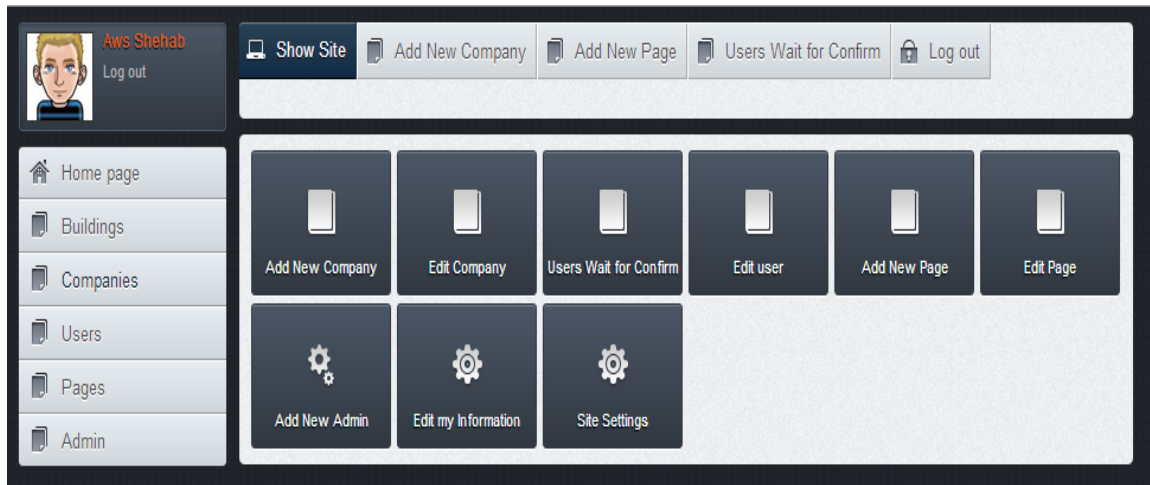 Aws Shehab
Log out
Show Site
Add New Company
Add New Page
Users Wait for Confirm
Log out
Home page
Buildings
Companies
Users
Pages
Admin
Add New Company
Edit Company
Users Wait for Confirm
Edit user
Add New Page
Edit Page
Add New Admin
Edit my Information
Site Settings